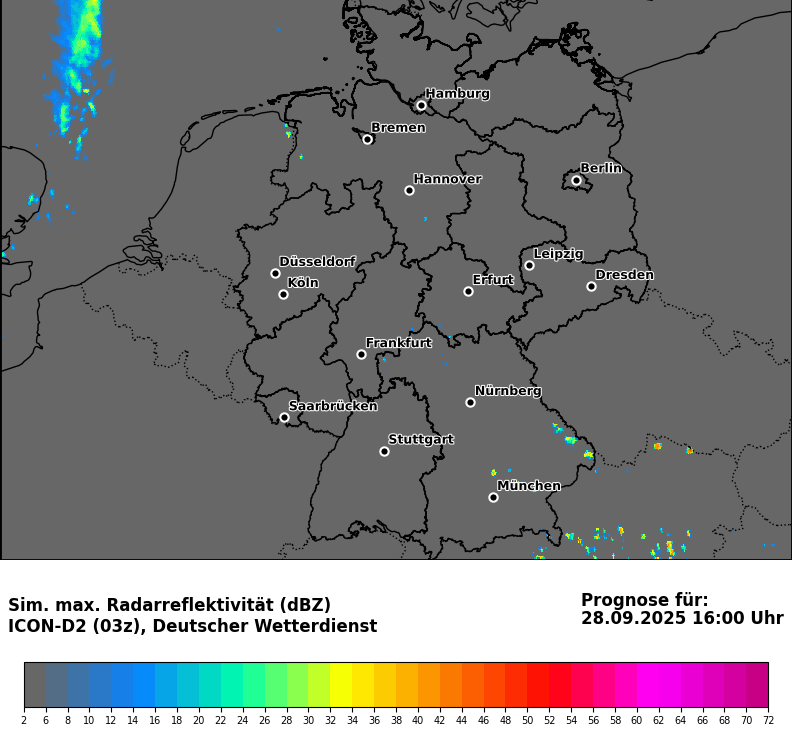 Hamburg
Bremen
Berlin
Hannover
Leipzig
Düsseldorf
Dresden
Köln
Erfurt
Frankfurt
Nürnberg
Saarbrücken
Stuttgart
München
Sim. max. Radarreflektivität (dBZ)
ICON-D2 (03z), Deutscher Wetterdienst
Prognose für:
28.09.2025 16:00 Uhr
2 6 8 10 12 14 16 18 20 22 24 26 28 30 32 34 36 38 40 42 44 46 48 50 52 54 56 58 60 62 64 66 68 70 72